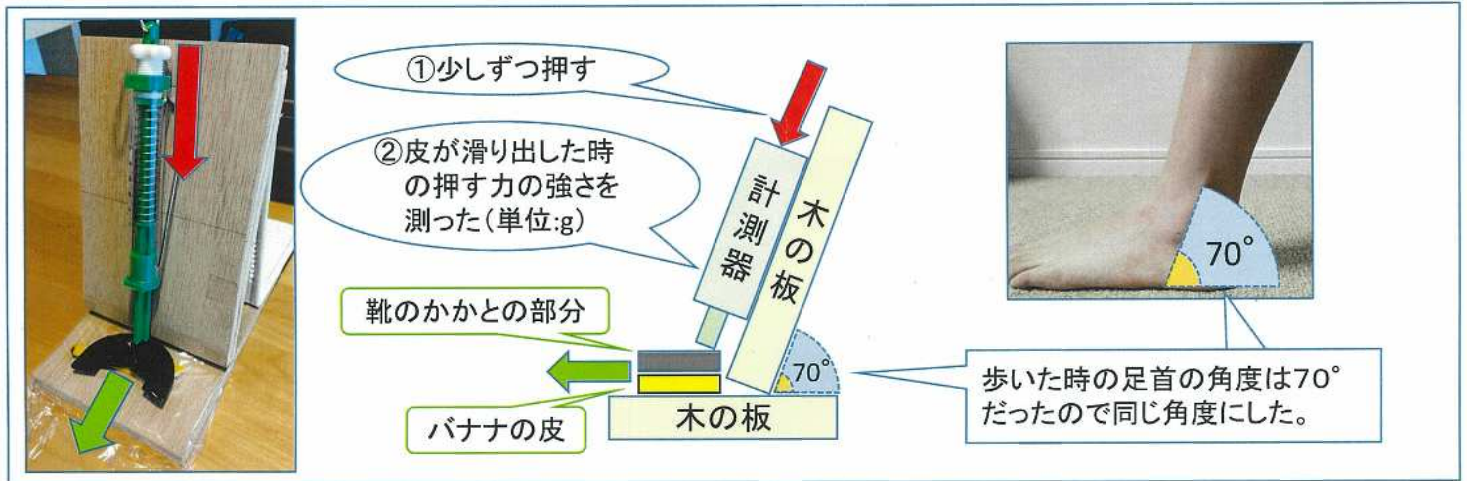 ①少しずつ押す
②皮が滑り出した時
の押す力の強さを
測った(単位:g)
計測器
木の板
靴のかかとの部分
70°
バナナの皮
木の板
70°
歩いた時の足首の角度は70°
だったので同じ角度にした。